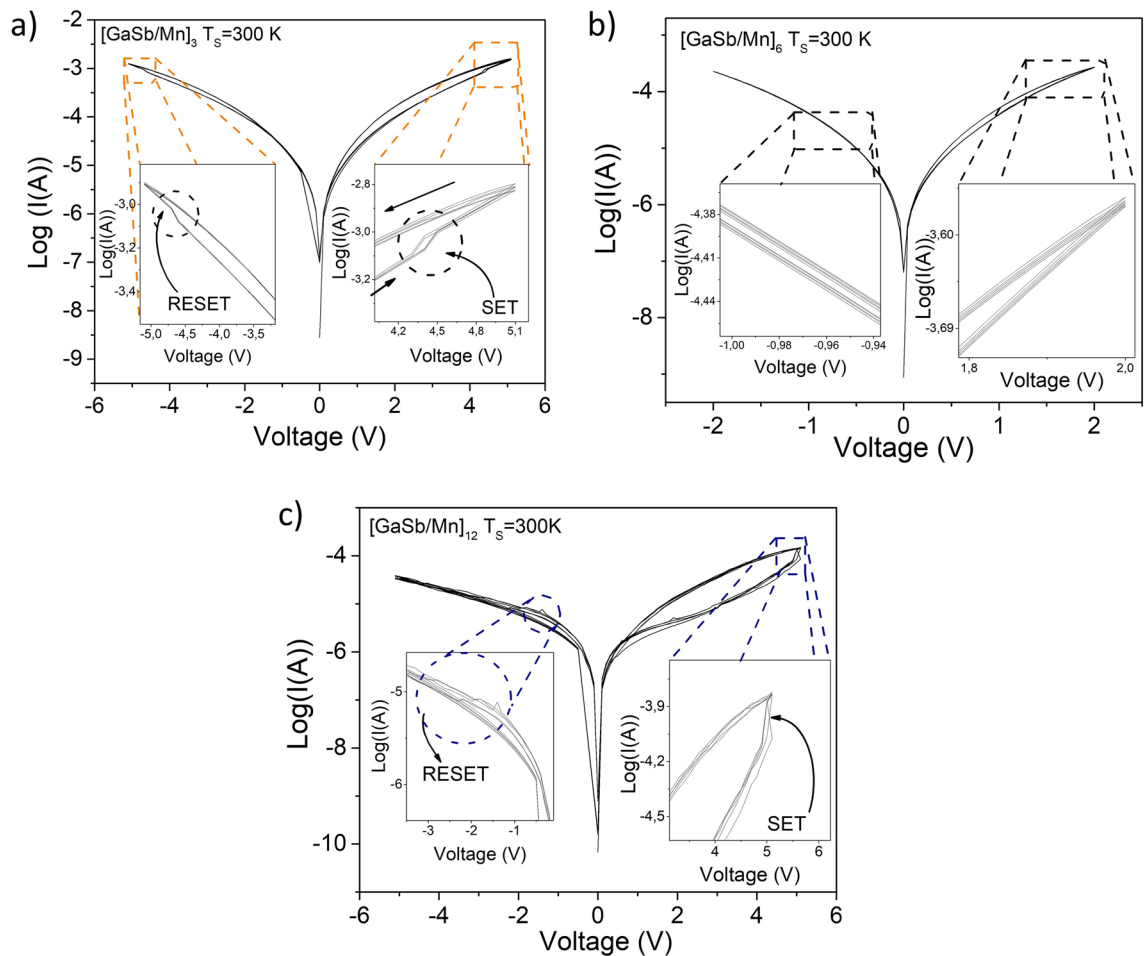 a)
[GaSb/Mn]3 TS=300 K
Log (I(A))
-2
-3
-4
-5
-6
-7
-8
-9
-6 -4 -2 0 2 4 6
Voltage (V)
Log(I(A))
-3,0
-3,2
-3,4
RESET
-5,0 -4,5 -4,0 -3,5
Voltage (V)
Log(I(A))
-2,8
-3,0
-3,2
SET
4,2 4,5 4,8 5,1
Voltage (V)
b)
[GaSb/Mn]6 TS=300 K
Log(I(A))
-4
-6
-8
-2 -1 0 1 2
Voltage (V)
Log(I(A))
-4,38
-4,41
-4,44
-1,00 -0,98 -0,96 -0,94
Voltage (V)
Log(I(A))
-3,60
-3,69
1,8 2,0
Voltage (V)
c)
[GaSb/Mn]12 TS=300K
Log(I(A))
-4
-6
-8
-10
-6 -4 -2 0 2 4 6
Voltage (V)
Log(I(A))
-5
-6
RESET
-3 -2 -1
Voltage (V)
Log(I(A))
-3,9
-4,2
-4,5
SET
4 5 6
Voltage (V)